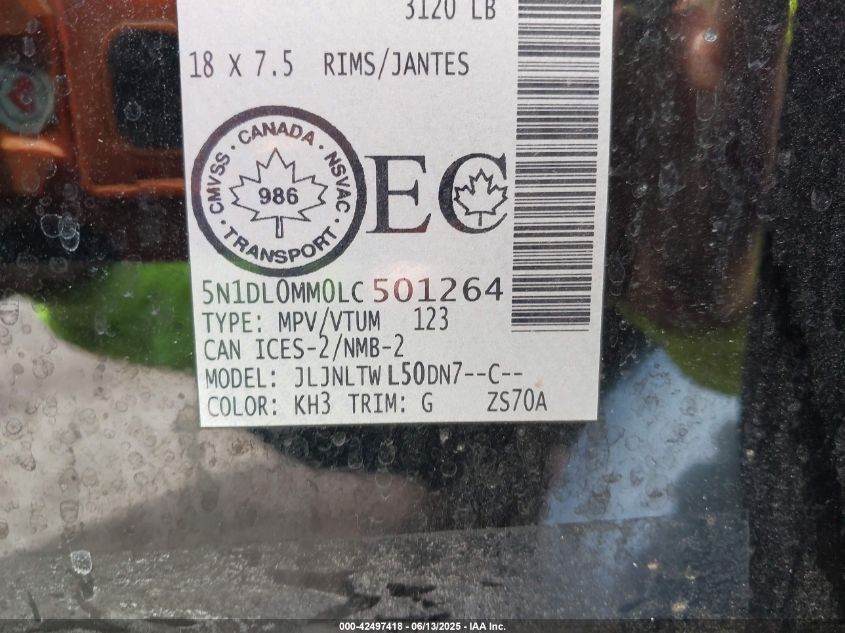 3120 LB
18 X 7.5 RIMS/JANTES
CMVSS · CANADA · NSVAC · TRANSPORT ·
986
EC
5N1DL0MM0LC501264
TYPE: MPV/VTUM 123
CAN ICES-2/NMB-2
MODEL: JLJNLTWL50DN7--C--
COLOR: KH3 TRIM: G ZS70A
000-42497418 - 06/13/2025 - IAA Inc.